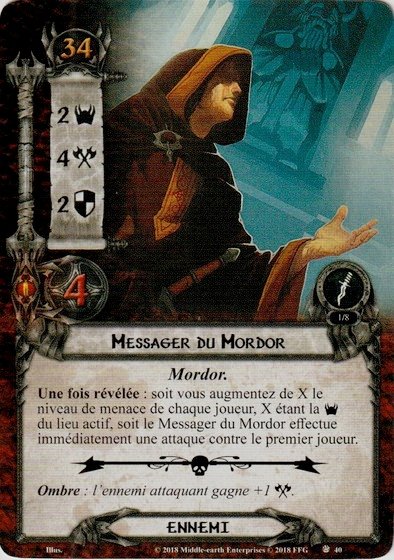 34
2
4
2
4
1/8
MESSAGER DU MORDOR
Mordor.
Une fois révélée : soit vous augmentez de X le
niveau de menace de chaque joueur, X étant la
du lieu actif, soit le Messager du Mordor effectue
immédiatement une attaque contre le premier joueur.
Ombre : l'ennemi attaquant gagne +1
ENNEMI
Illus. © 2018 Middle-earth Enterprises © 2018 FFG 40